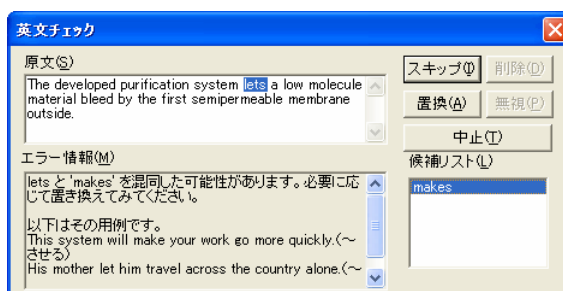 英文チェック
原文(S)
The developed purification system lets a low molecule
material bleed by the first semipermeable membrane
outside.
スキップ(I)
削除(D)
置換(A)
無視(P)
中止(T)
エラー情報(M)
lets と 'makes' を混同した可能性があります。必要に応
じて置き換えてみてください。
以下はその用例です。
This system will make your work go more quickly.(～
させる)
His mother let him travel across the country alone.(～
候補リスト(L)
makes